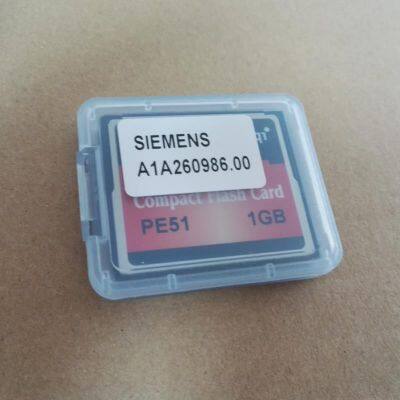 SIEMENS
A1A260986.00
Compact Flash Card
PE51 1GB